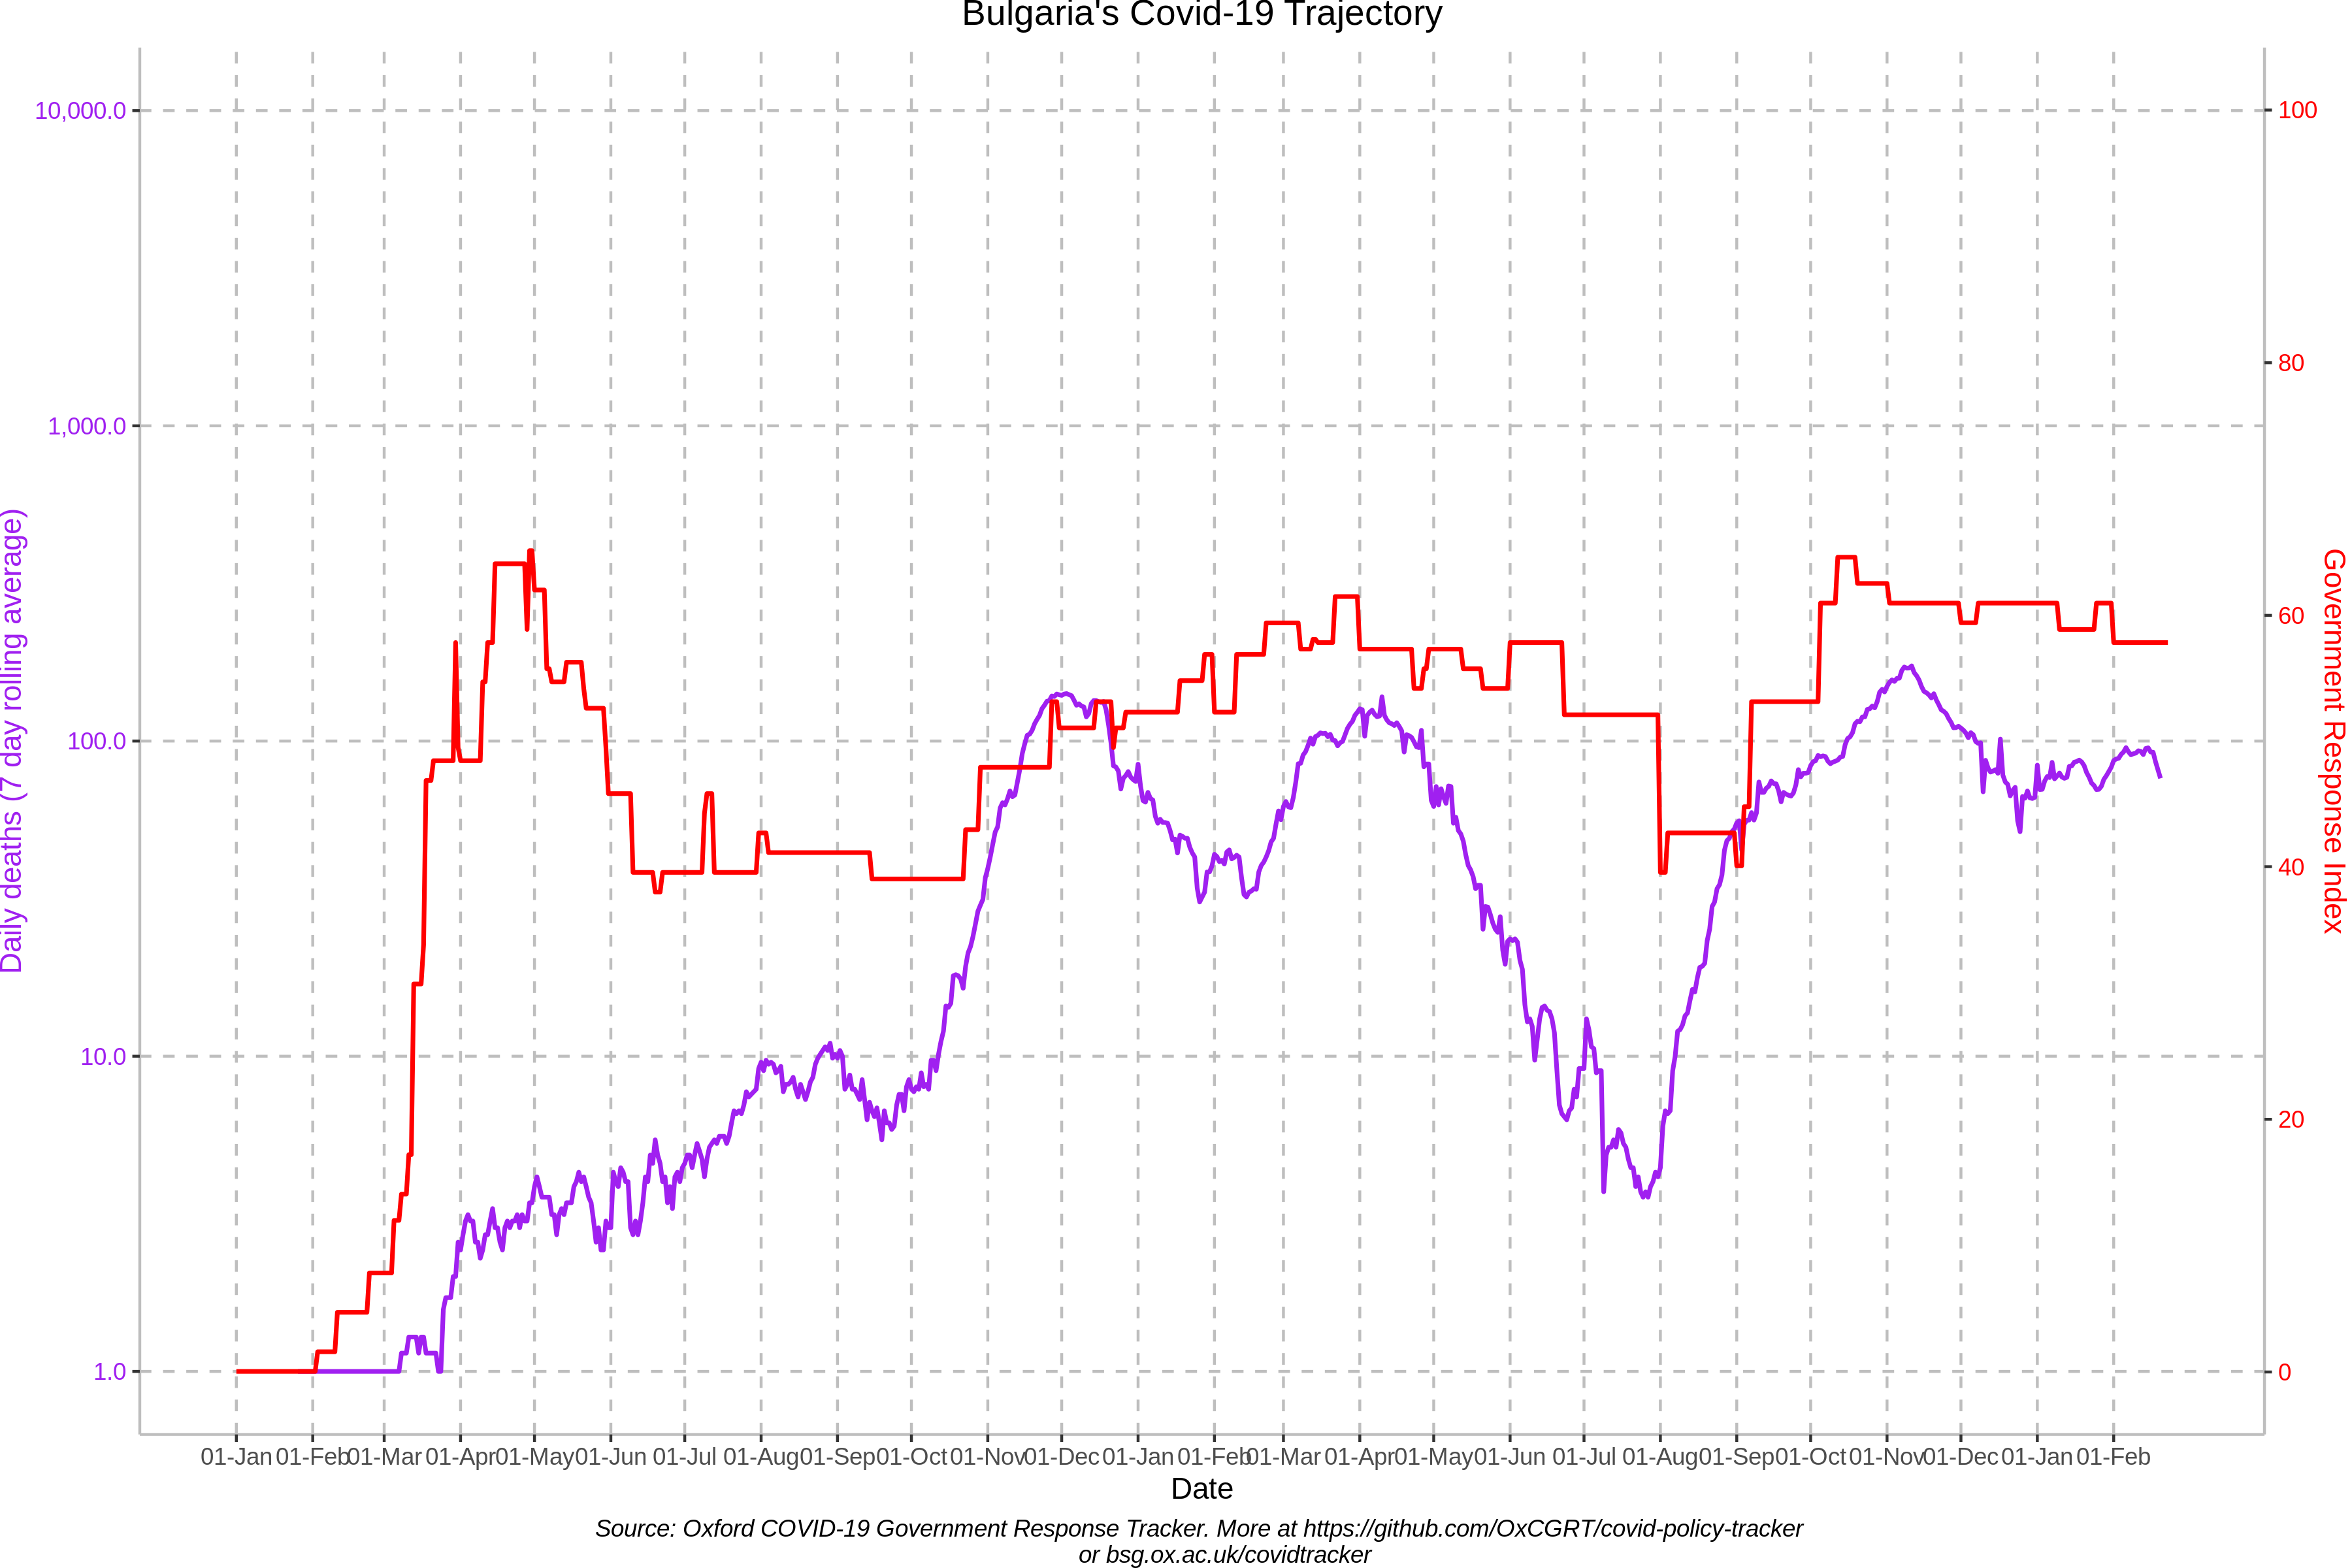 Bulgaria's Covid-19 Trajectory
10,000.0
1,000.0
100.0
10.0
1.0
Daily deaths (7 day rolling average)
100
80
60
40
20
0
Government Response Index
01-Jan 01-Feb 01-Mar 01-Apr 01-May 01-Jun 01-Jul 01-Aug 01-Sep 01-Oct 01-Nov 01-Dec 01-Jan 01-Feb 01-Mar 01-Apr 01-May 01-Jun 01-Jul 01-Aug 01-Sep 01-Oct 01-Nov 01-Dec 01-Jan 01-Feb
Date
Source: Oxford COVID-19 Government Response Tracker. More at https://github.com/OxCGRT/covid-policy-tracker
or bsg.ox.ac.uk/covidtracker